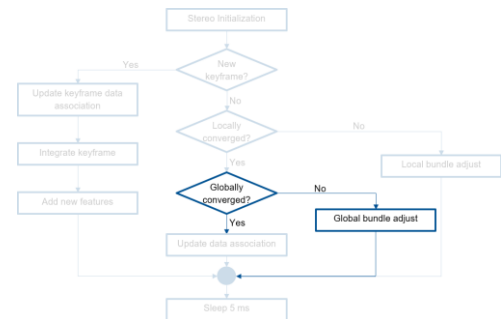 Stereo Initialization
Yes
New
keyframe?
Update keyframe data
association
No
Locally
converged?
No
Integrate keyframe
Yes
Local bundle adjust
Globally
converged?
No
Add new features
Global bundle adjust
Yes
Update data association
Sleep 5 ms